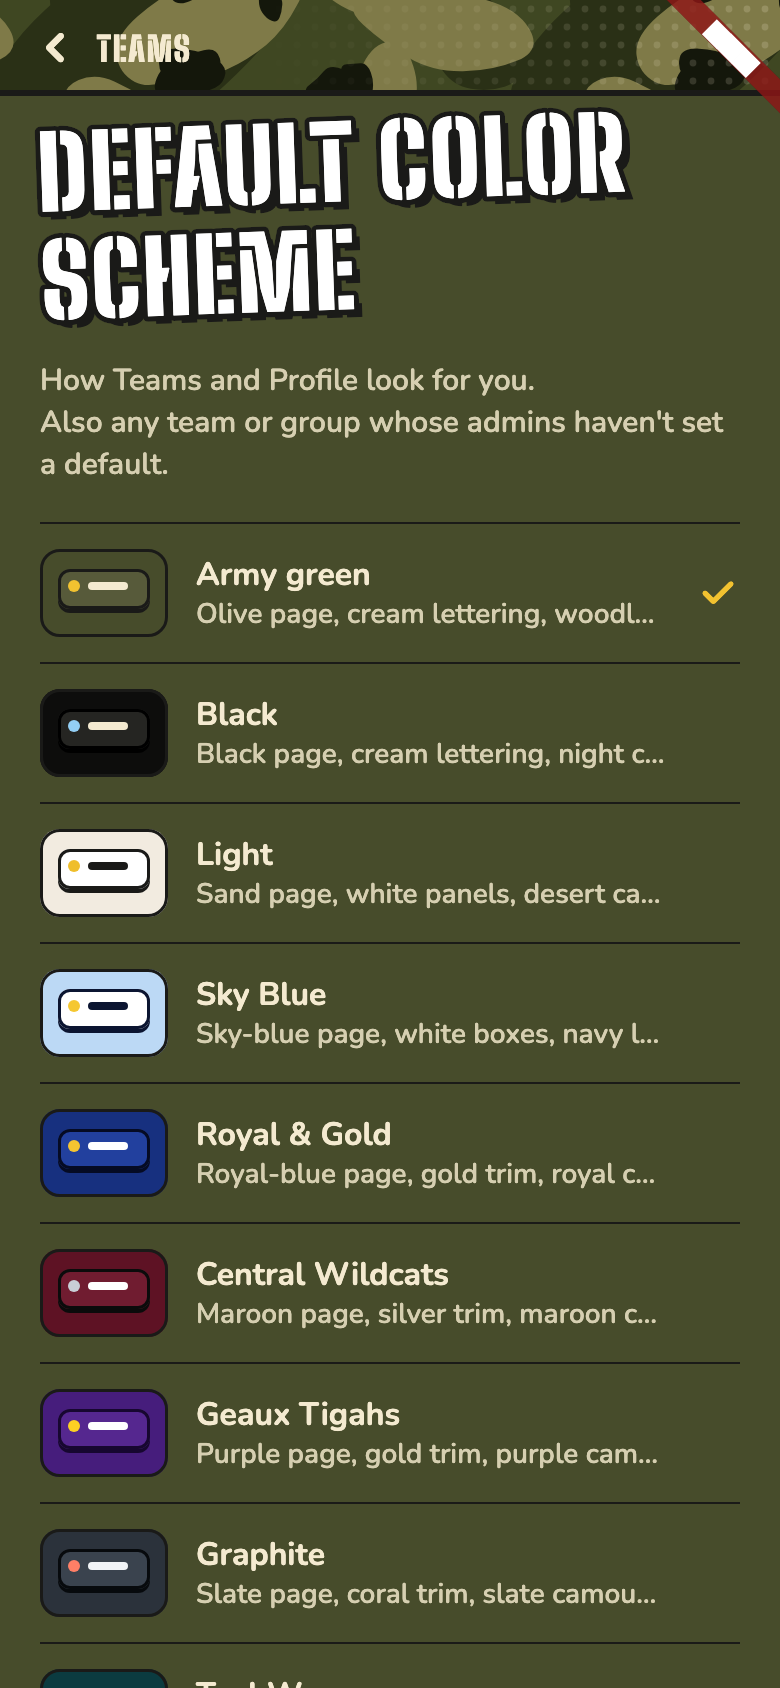 TEAMS
DEFAULT COLOR
SCHEME
How Teams and Profile look for you.
Also any team or group whose admins haven't set
a default.
Army green
Olive page, cream lettering, woodl...
Black
Black page, cream lettering, night c...
Light
Sand page, white panels, desert ca...
Sky Blue
Sky-blue page, white boxes, navy l...
Royal & Gold
Royal-blue page, gold trim, royal c...
Central Wildcats
Maroon page, silver trim, maroon c...
Geaux Tigahs
Purple page, gold trim, purple cam...
Graphite
Slate page, coral trim, slate camou...